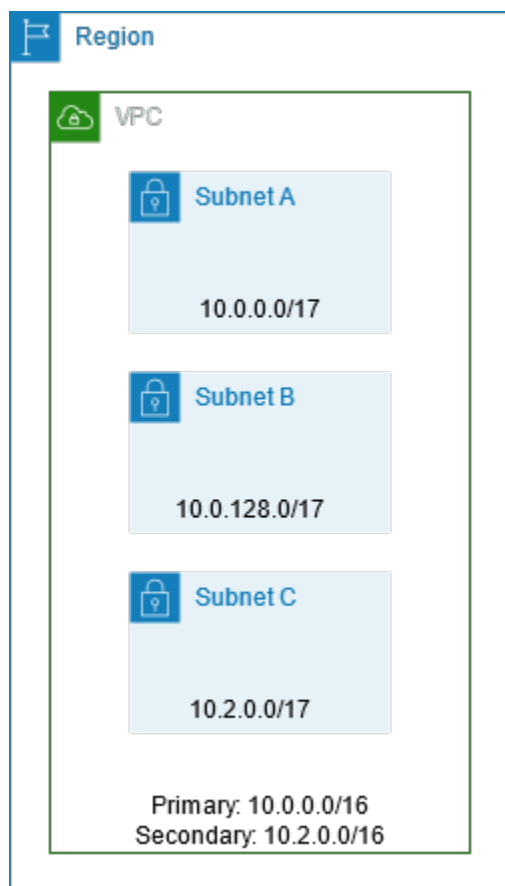 Region
VPC
Subnet A
10.0.0.0/17
Subnet B
10.0.128.0/17
Subnet C
10.2.0.0/17
Primary: 10.0.0.0/16
Secondary: 10.2.0.0/16